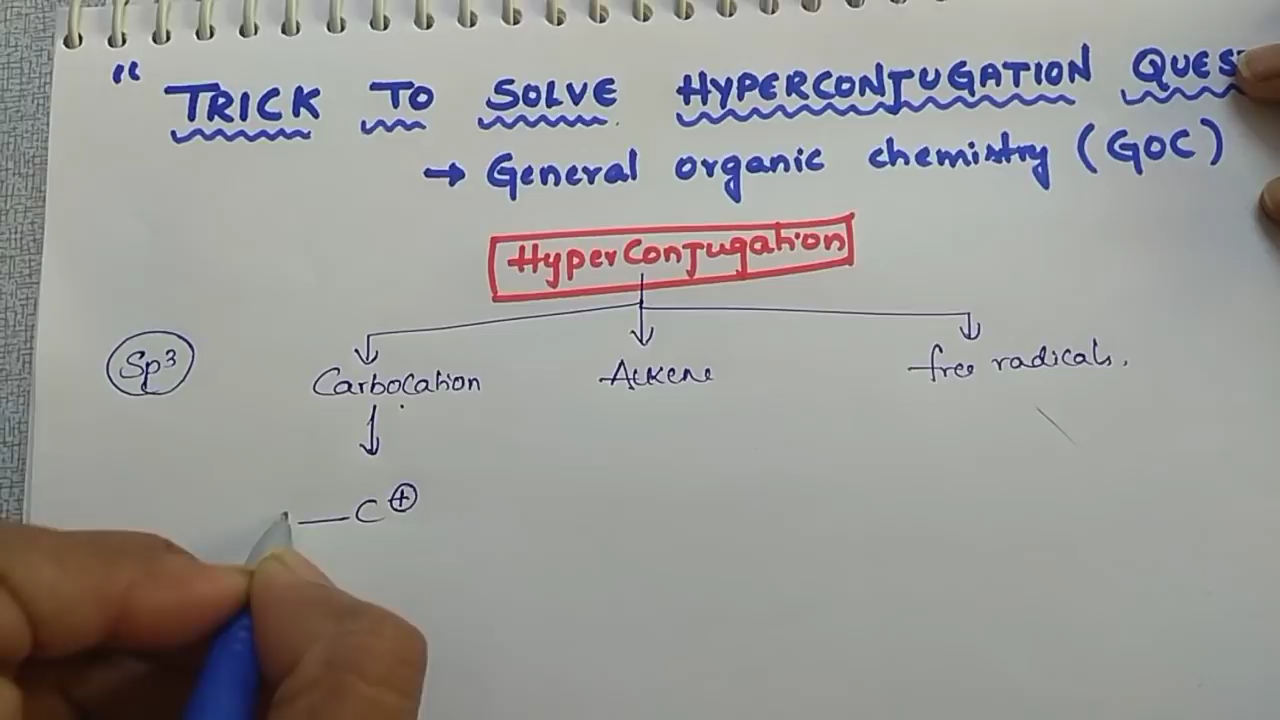 " TRICK TO SOLVE HYPERCONJUGATION QUES
→ General organic chemistry (GOC)
HyperConjugation
Sp³
Carbocation Alkene free radicals.
—C⊕